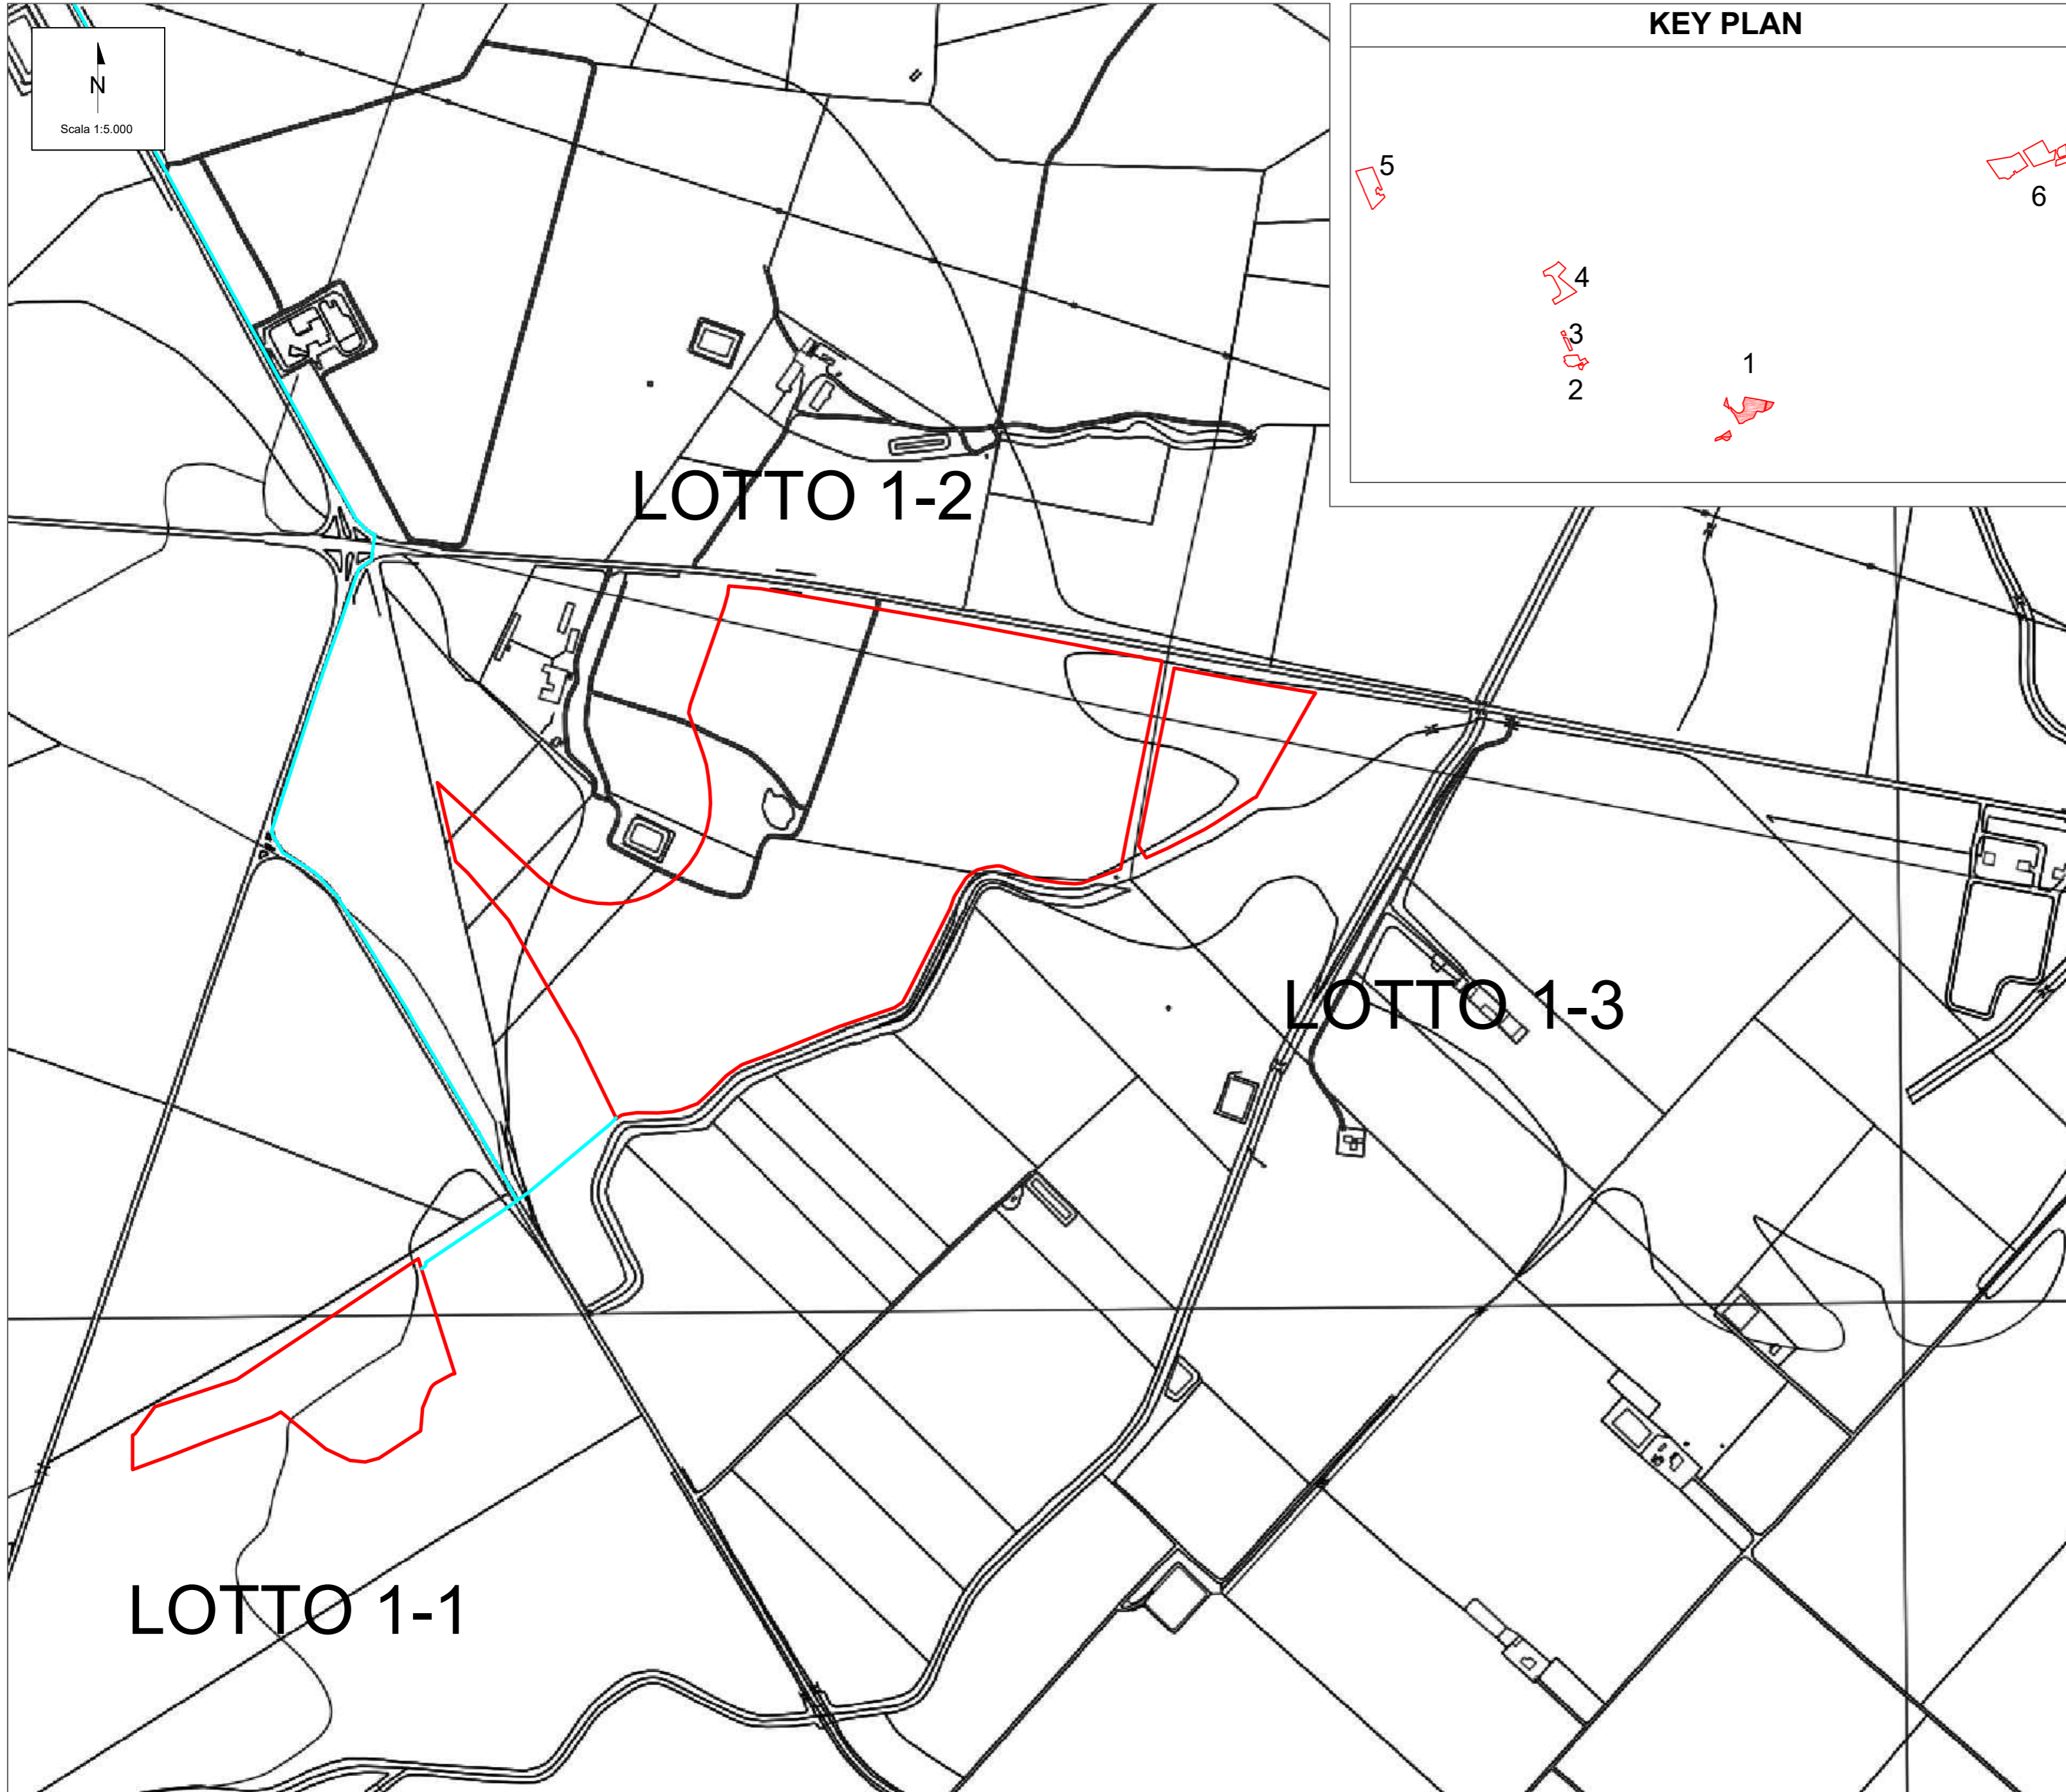 N
Scala 1:5.000
KEY PLAN
5
6
4
3
2
1
LOTTO 1-2
LOTTO 1-3
LOTTO 1-1